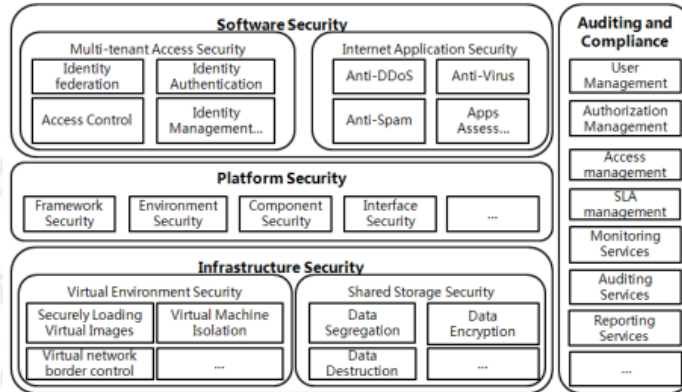 Software Security
Multi-tenant Access Security
Identity
federation
Identity
Authentication
Access Control
Identity
Management...
Internet Application Security
Anti-DDoS
Anti-Virus
Anti-Spam
Apps
Assess...
Platform Security
Framework
Security
Environment
Security
Component
Security
Interface
Security
...
Infrastructure Security
Virtual Environment Security
Securely Loading
Virtual Images
Virtual Machine
Isolation
Virtual network
border control
...
Shared Storage Security
Data
Segregation
Data
Encryption
Data
Destruction
...
Auditing and
Compliance
User
Management
Authorization
Management
Access
management
SLA
management
Monitoring
Services
Auditing
Services
Reporting
Services
...